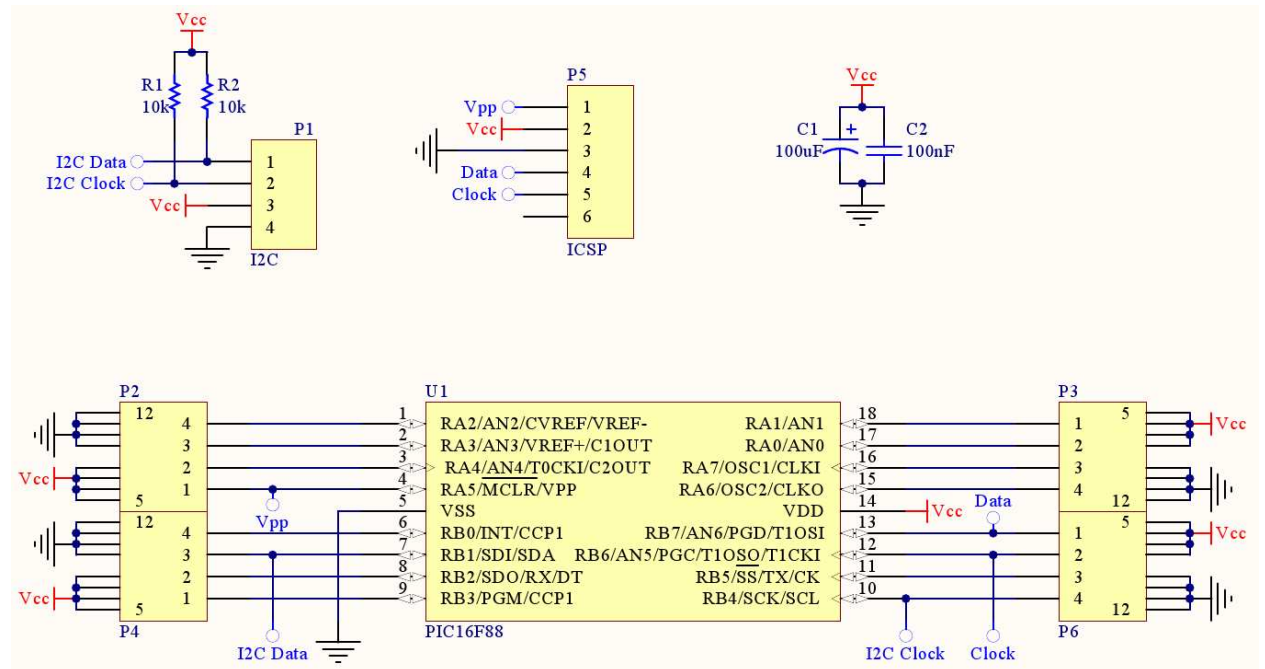 Vcc
R1
10k
R2
10k
P1
I2C Data
I2C Clock
Vcc
1
2
3
4
I2C
P5
Vpp
Vcc
Data
Clock
1
2
3
4
5
6
ICSP
Vcc
C1
100uF
+
C2
100nF
P2
12
4
3
2
1
5
Vcc
12
4
3
2
1
5
Vcc
P4
Vpp
I2C Data
U1
1
2
3
4
5
6
7
8
9
RA2/AN2/CVREF/VREF-
RA3/AN3/VREF+/C1OUT
RA4/AN4/T0CKI/C2OUT
RA5/MCLR/VPP
VSS
RB0/INT/CCP1
RB1/SDI/SDA
RB2/SDO/RX/DT
RB3/PGM/CCP1
RA1/AN1
RA0/AN0
RA7/OSC1/CLKI
RA6/OSC2/CLKO
VDD
RB7/AN6/PGD/T1OSI
RB6/AN5/PGC/T1OSO/T1CKI
RB5/SS/TX/CK
RB4/SCK/SCL
18
17
16
15
14
13
12
11
10
PIC16F88
Vcc
Data
I2C Clock
Clock
P3
1
2
3
4
5
12
Vcc
1
2
3
4
5
12
Vcc
P6